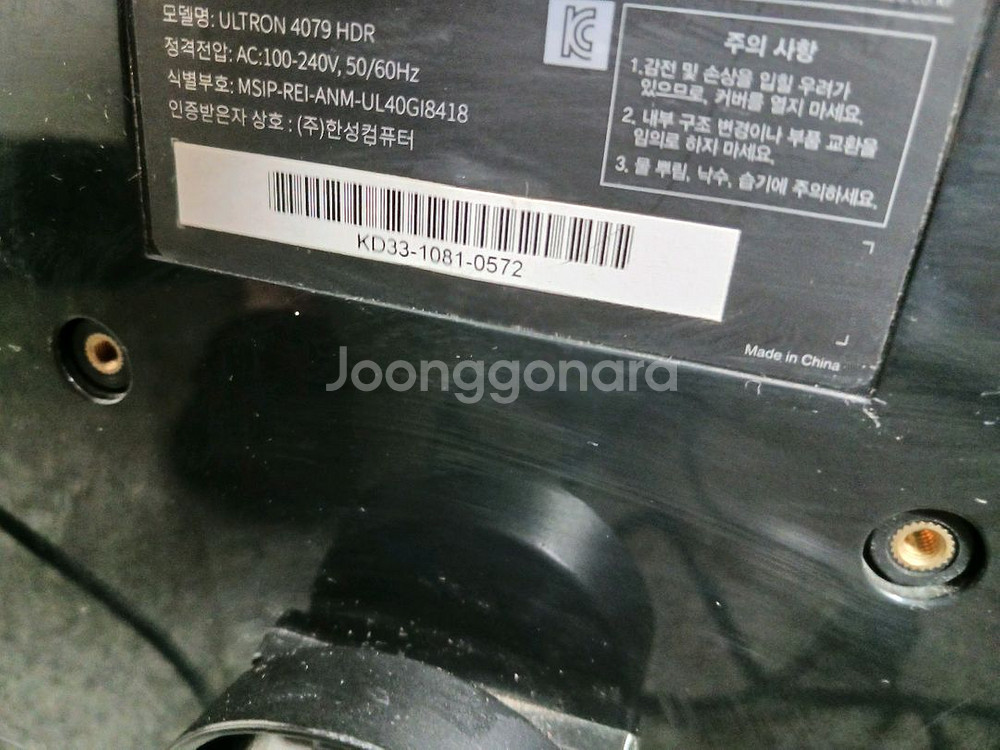 모델명: ULTRON 4079 HDR
정격전압: AC:100-240V, 50/60Hz
식별부호: MSIP-REI-ANM-UL40GI8418
인증받은자 상호 : (주)한성컴퓨터
KD33-1081-0572
KC
주의 사항
1.감전 및 손상을 입힐 우려가
있으므로, 커버를 열지 마세요.
2. 내부 구조 변경이나 부품 교환을
임의로 하지 마세요.
3. 물 뿌림, 낙수, 습기에 주의하세요.
Made in China
Joonggonara